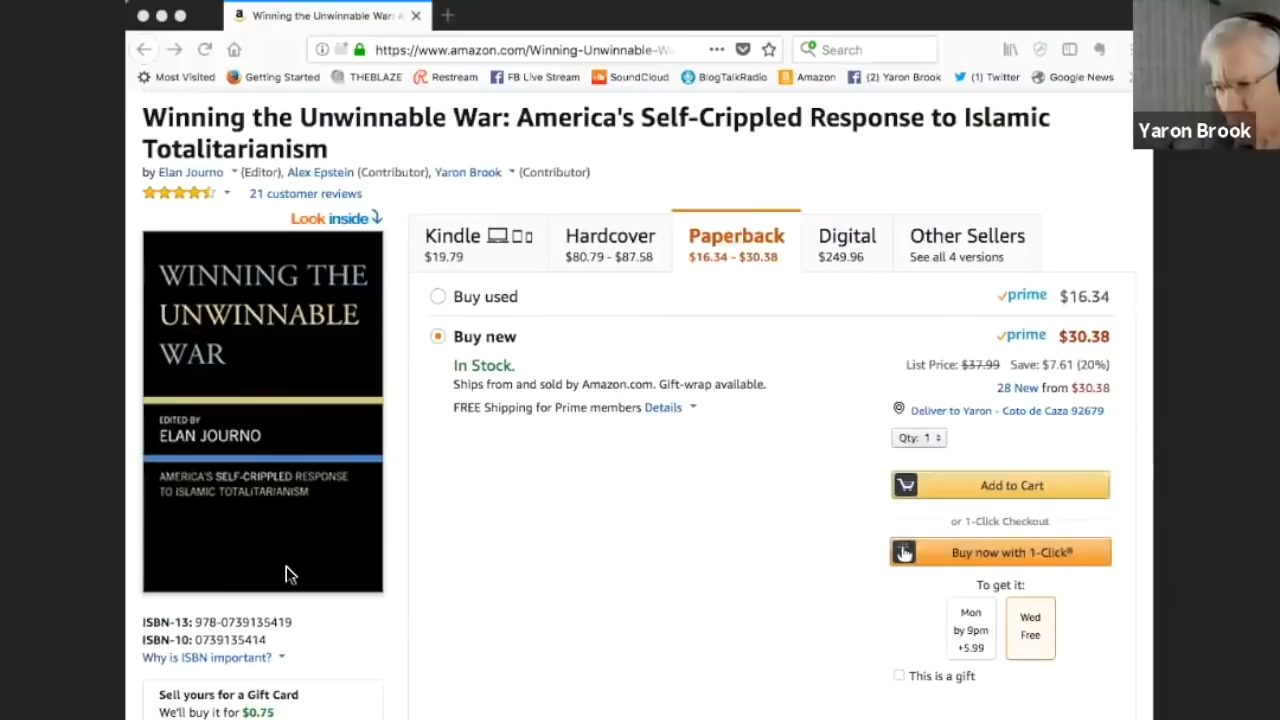 Winning the Unwinnable War: A
https://www.amazon.com/Winning-Unwinnable-W
Search
Most Visited Getting Started THEBLAZE Restream FB Live Stream SoundCloud BlogTalkRadio Amazon (2) Yaron Brook (1) Twitter Google News
Yaron Brook
Winning the Unwinnable War: America's Self-Crippled Response to Islamic
Totalitarianism
by Elan Journo (Editor), Alex Epstein (Contributor), Yaron Brook (Contributor)
21 customer reviews
Look inside
WINNING THE
UNWINNABLE
WAR
EDITED BY
ELAN JOURNO
AMERICA'S SELF-CRIPPLED RESPONSE
TO ISLAMIC TOTALITARIANISM
ISBN-13: 978-0739135419
ISBN-10: 0739135414
Why is ISBN important?
Sell yours for a Gift Card
We'll buy it for $0.75
Kindle
$19.79
Hardcover
$80.79 - $87.58
Paperback
$16.34 - $30.38
Digital
$249.96
Other Sellers
See all 4 versions
Buy used prime $16.34
Buy new prime $30.38
In Stock.
Ships from and sold by Amazon.com. Gift-wrap available.
FREE Shipping for Prime members Details
List Price: $37.99 Save: $7.61 (20%)
28 New from $30.38
Deliver to Yaron - Coto de Caza 92679
Qty: 1
Add to Cart
or 1-Click Checkout
Buy now with 1-Click®
To get it:
Mon
by 9pm
+5.99
Wed
Free
This is a gift